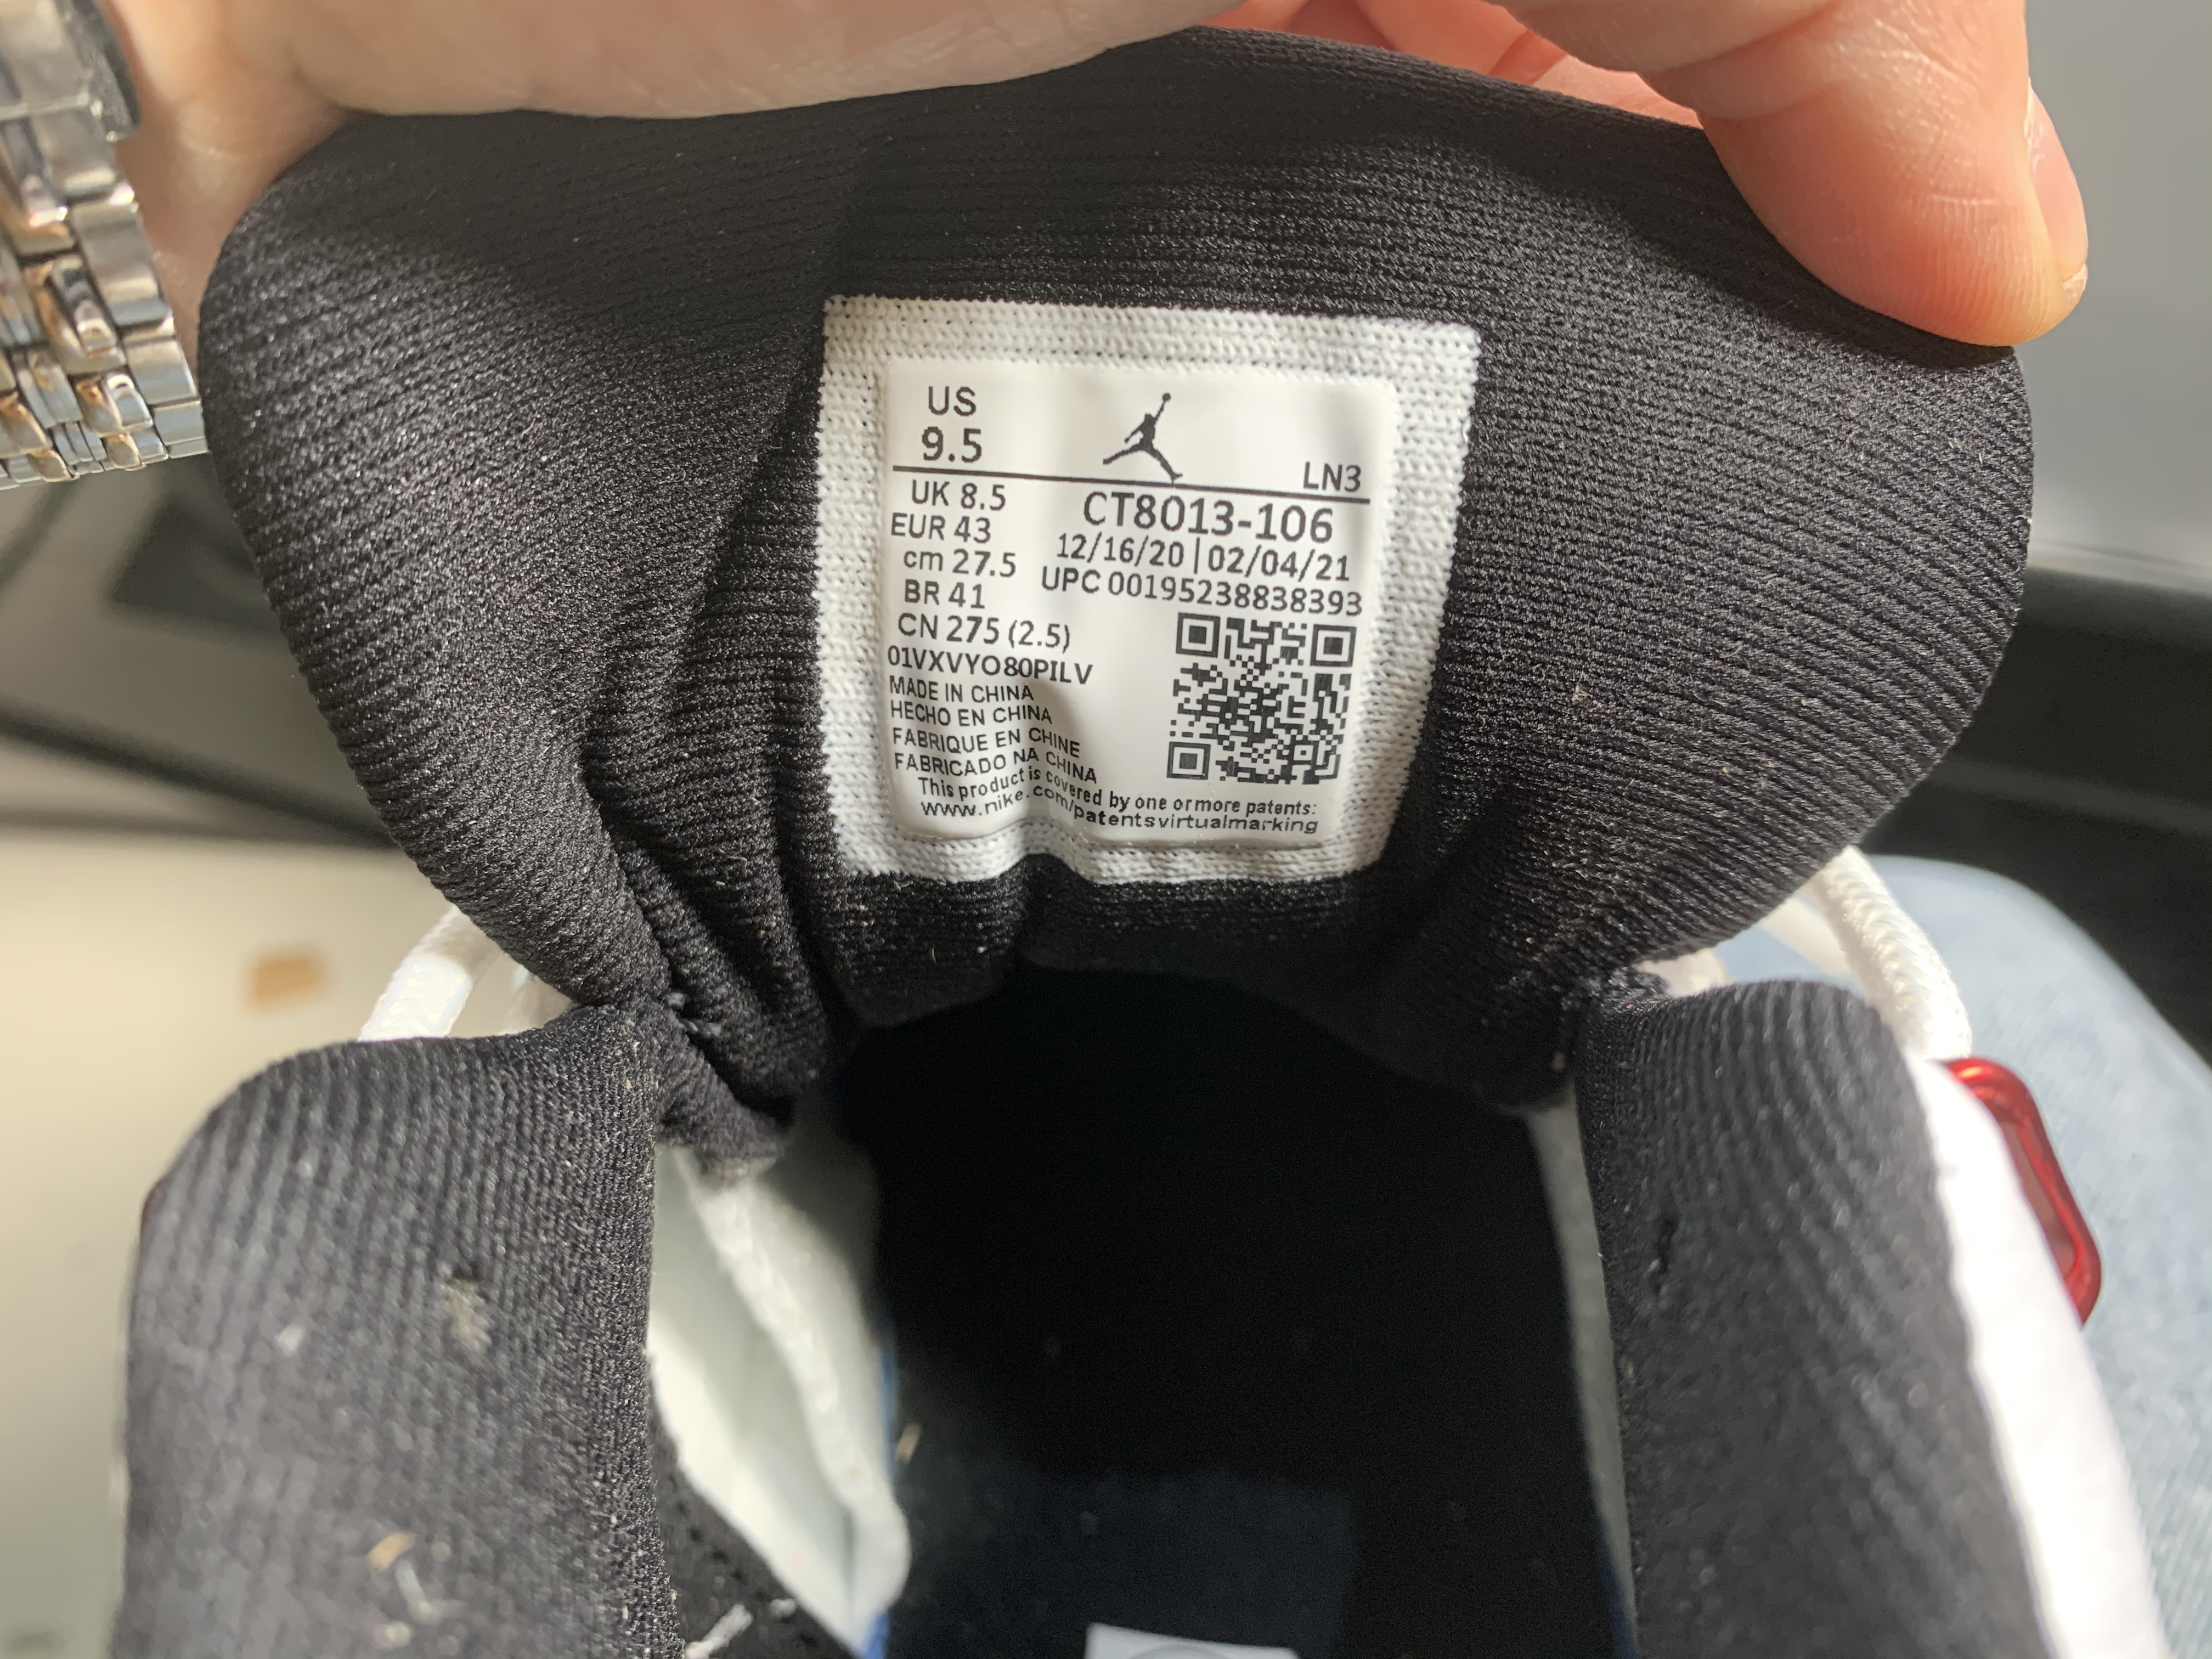 US
9.5
LN3
UK 8.5
CT8013-106
EUR 43
12/16/20 | 02/04/21
cm 27.5
UPC 00195238838393
BR 41
CN 275 (2.5)
01VXVYO80PILV
MADE IN CHINA
HECHO EN CHINA
FABRIQUE EN CHINE
FABRICADO NA CHINA
This product is covered by one or more patents:
www.nike.com/patentsvirtualmarking